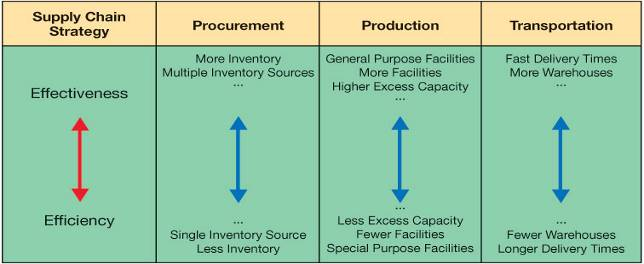 Supply Chain
Strategy
Procurement
Production
Transportation
Effectiveness
Efficiency
More Inventory
Multiple Inventory Sources
...
...
Single Inventory Source
Less Inventory
General Purpose Facilities
More Facilities
Higher Excess Capacity
...
...
Less Excess Capacity
Fewer Facilities
Special Purpose Facilities
Fast Delivery Times
More Warehouses
...
...
Fewer Warehouses
Longer Delivery Times